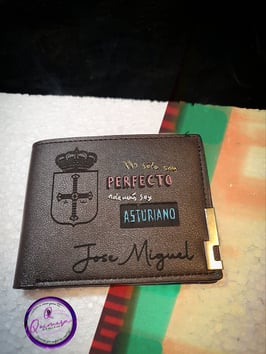 No solo soy
PERFECTO
además soy
ASTURIANO
Jose Miguel